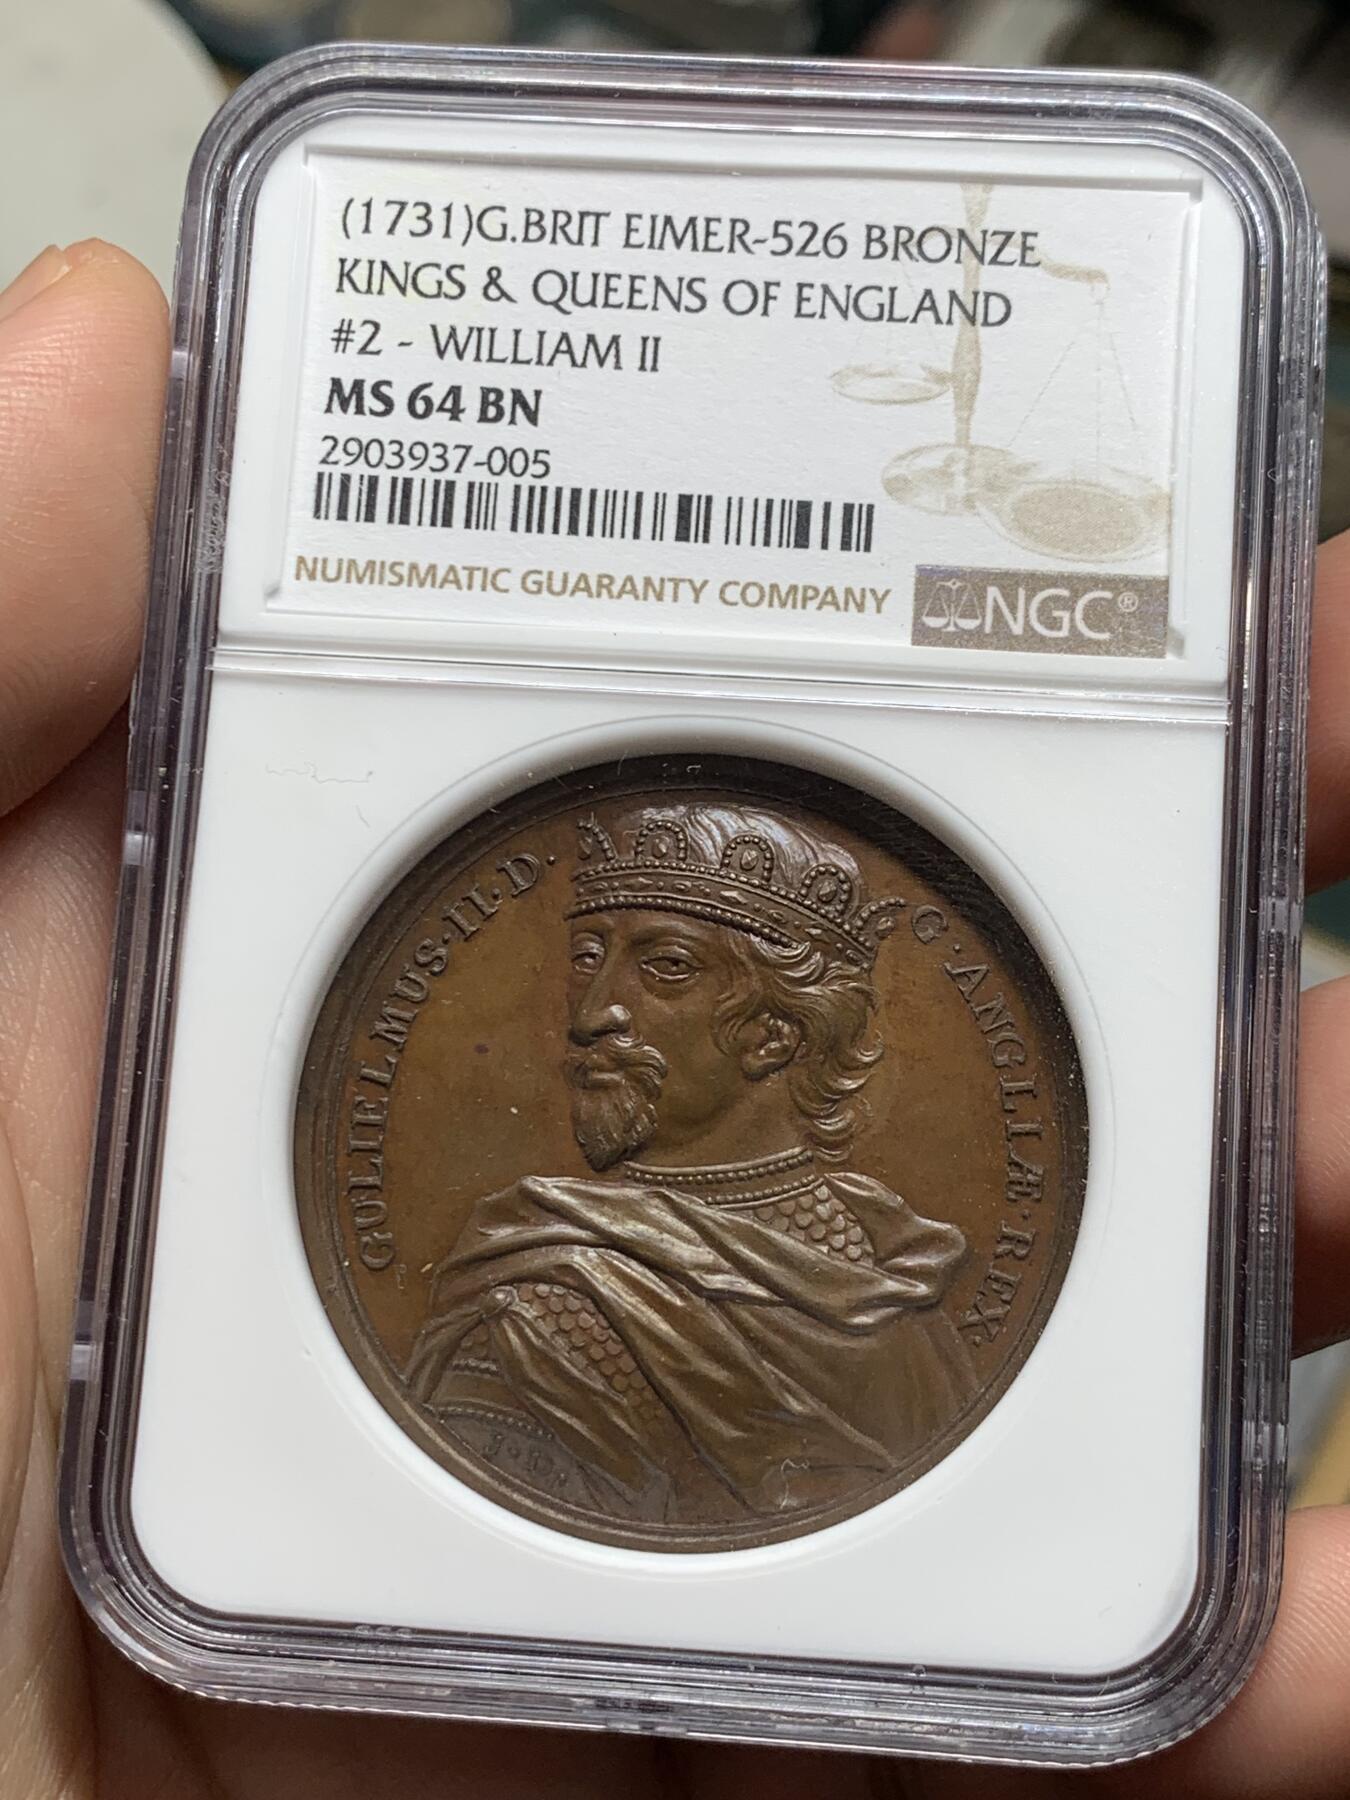 (1731)G.BRIT EIMER-526 BRONZE
KINGS & QUEENS OF ENGLAND
#2 - WILLIAM II
MS 64 BN
2903937-005
NUMISMATIC GUARANTY COMPANY
NGC®
GULIELMUS·II·D· G·ANGLIÆ·REX·
J·D·